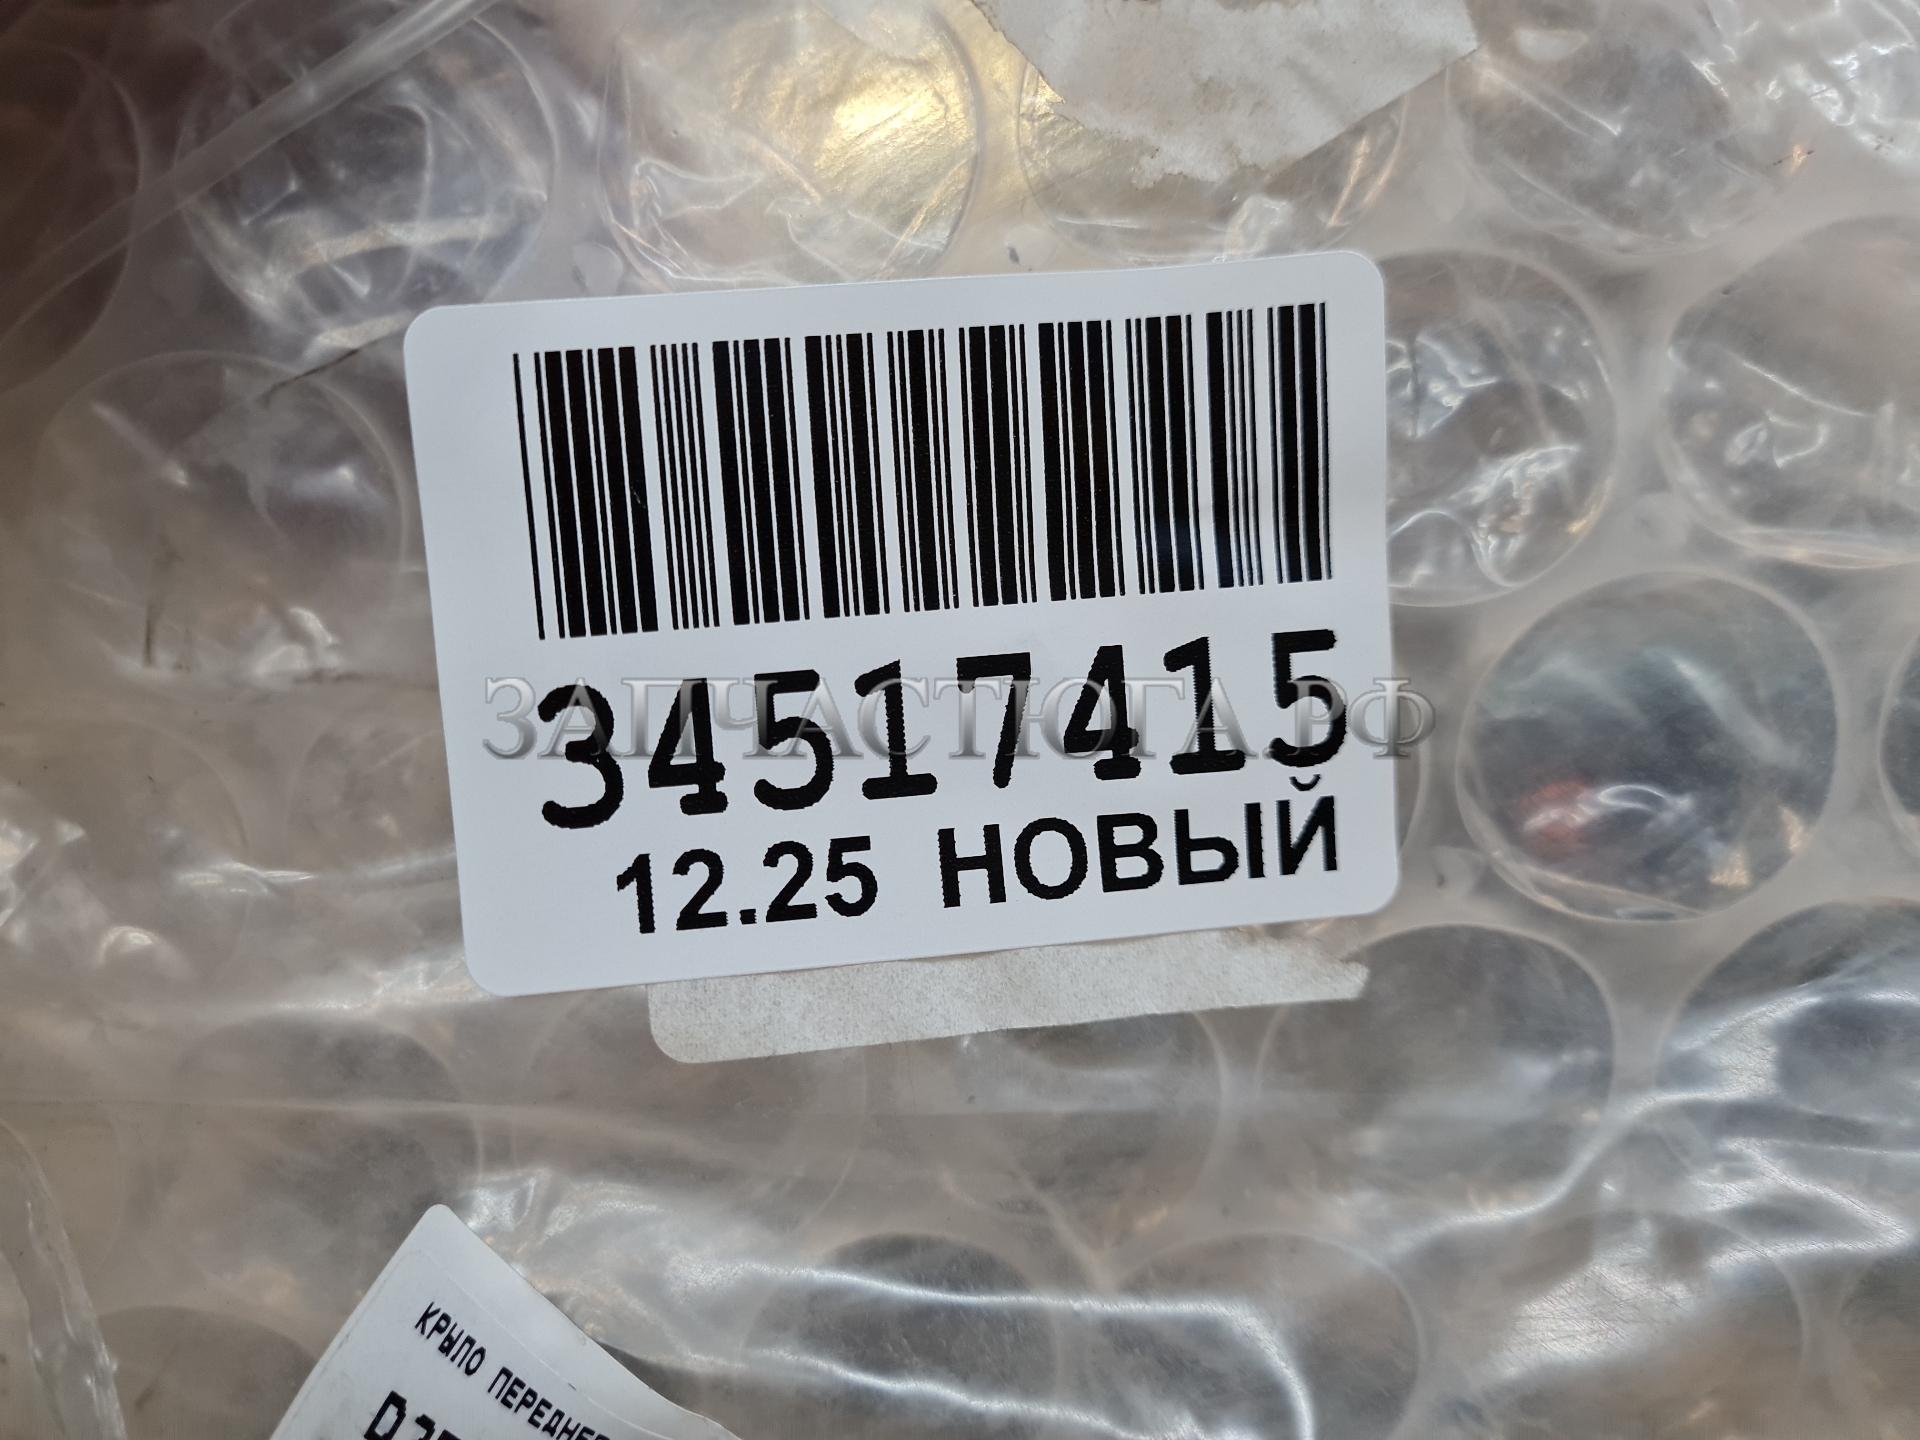 34517415
ЗАПЧАСТЮГА.РФ
12.25 НОВЫЙ
КРЫЛО ПЕРЕДНЕЕ